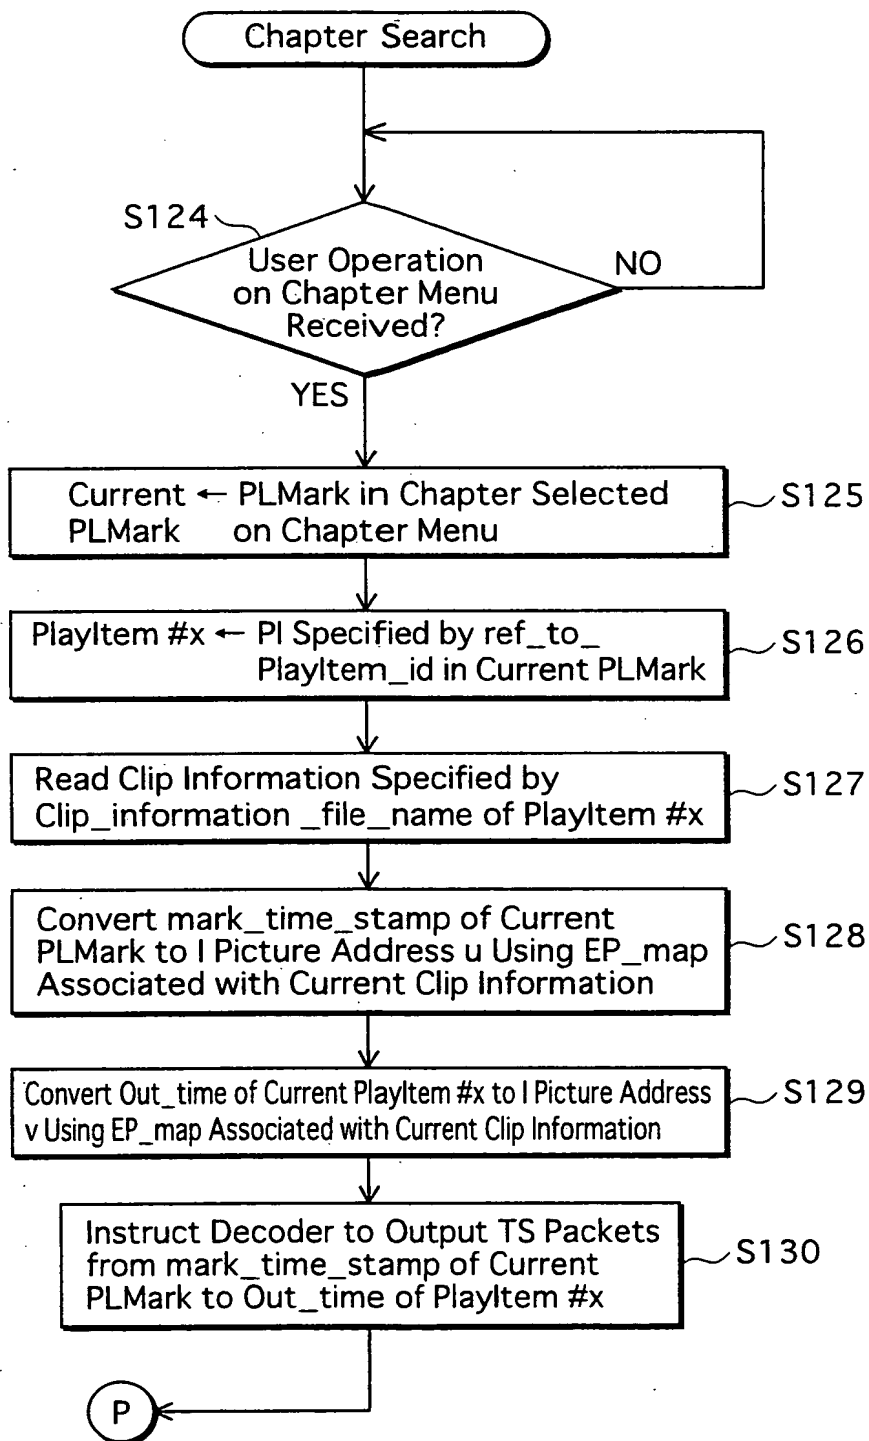 Chapter Search
S124
User Operation
on Chapter Menu
Received?
NO
YES
Current ← PLMark in Chapter Selected
PLMark on Chapter Menu
S125
PlayItem #x ← PI Specified by ref_to_
PlayItem_id in Current PLMark
S126
Read Clip Information Specified by
Clip_information _file_name of PlayItem #x
S127
Convert mark_time_stamp of Current
PLMark to I Picture Address u Using EP_map
Associated with Current Clip Information
S128
Convert Out_time of Current PlayItem #x to I Picture Address
v Using EP_map Associated with Current Clip Information
S129
Instruct Decoder to Output TS Packets
from mark_time_stamp of Current
PLMark to Out_time of PlayItem #x
S130
P